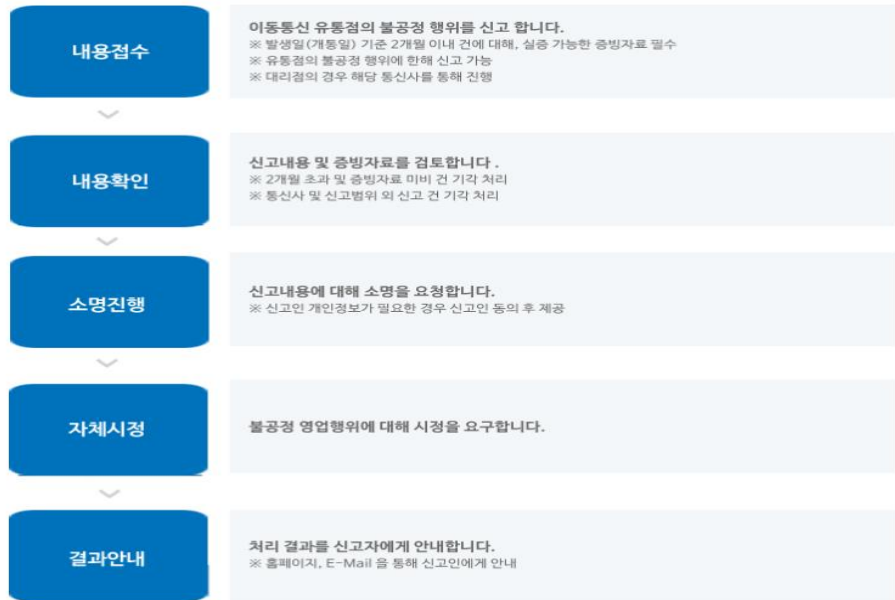 내용접수
이동통신 유통점의 불공정 행위를 신고 합니다.
※ 발생일(개통일) 기준 2개월 이내 건에 대해, 실증 가능한 증빙자료 필수
※ 유통점의 불공정 행위에 한해 신고 가능
※ 대리점의 경우 해당 통신사를 통해 진행
내용확인
신고내용 및 증빙자료를 검토합니다 .
※ 2개월 초과 및 증빙자료 미비 건 기각 처리
※ 통신사 및 신고범위 외 신고 건 기각 처리
소명진행
신고내용에 대해 소명을 요청합니다.
※ 신고인 개인정보가 필요한 경우 신고인 동의 후 제공
자체시정
불공정 영업행위에 대해 시정을 요구합니다.
결과안내
처리 결과를 신고자에게 안내합니다.
※ 홈페이지, E-Mail 을 통해 신고인에게 안내